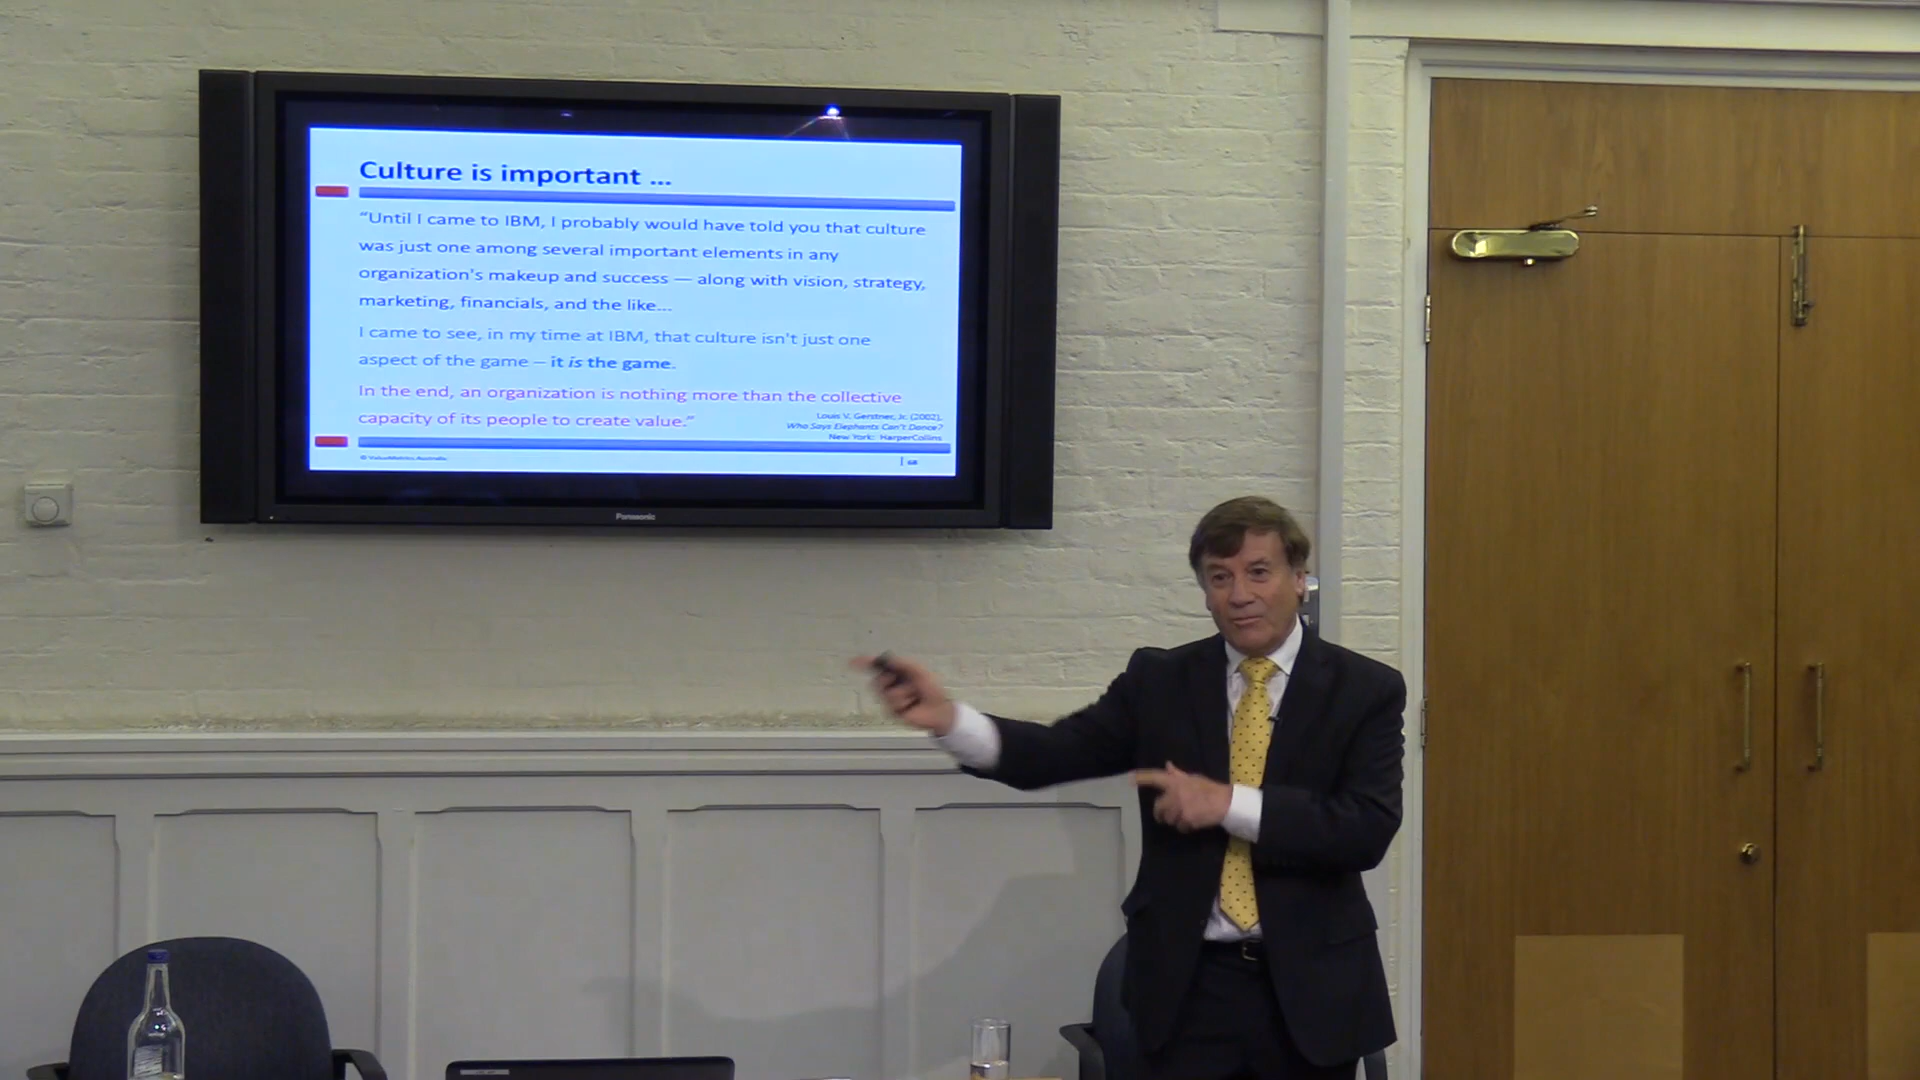 Culture is important ...
“Until I came to IBM, I probably would have told you that culture
was just one among several important elements in any
organization's makeup and success — along with vision, strategy,
marketing, financials, and the like...
I came to see, in my time at IBM, that culture isn't just one
aspect of the game – it is the game.
In the end, an organization is nothing more than the collective
capacity of its people to create value.”
Louis V. Gerstner, Jr. (2002),
Who Says Elephants Can't Dance?
New York: HarperCollins
© ValueMetrics Australia
| 68
Panasonic